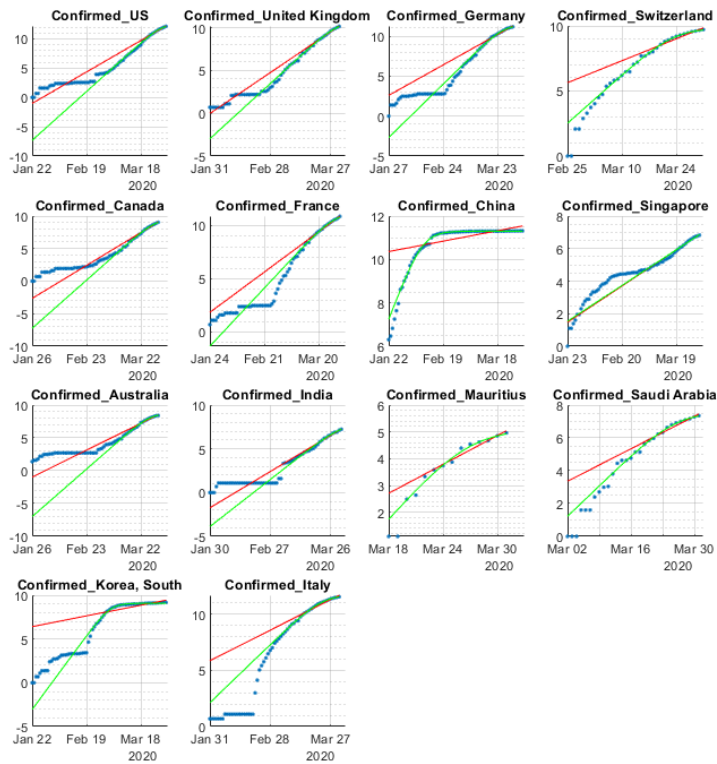 Confirmed_US
10
0
-10
Jan 22 Feb 19 Mar 18
2020
Confirmed_United Kingdom
10
5
0
-5
Jan 31 Feb 28 Mar 27
2020
Confirmed_Germany
10
5
0
-5
Jan 27 Feb 24 Mar 23
2020
Confirmed_Switzerland
10
5
0
Feb 25 Mar 10 Mar 24
2020
Confirmed_Canada
10
5
0
-5
-10
Jan 26 Feb 23 Mar 22
2020
Confirmed_France
10
5
0
Jan 24 Feb 21 Mar 20
2020
Confirmed_China
12
10
8
6
Jan 22 Feb 19 Mar 18
2020
Confirmed_Singapore
8
6
4
2
0
Jan 23 Feb 20 Mar 19
2020
Confirmed_Australia
10
5
0
-5
-10
Jan 26 Feb 23 Mar 22
2020
Confirmed_India
10
5
0
-5
Jan 30 Feb 27 Mar 26
2020
Confirmed_Mauritius
6
5
4
3
2
Mar 18 Mar 24 Mar 30
2020
Confirmed_Saudi Arabia
8
6
4
2
0
Mar 02 Mar 16 Mar 30
2020
Confirmed_Korea, South
10
5
0
-5
Jan 22 Feb 19 Mar 18
2020
Confirmed_Italy
10
5
0
Jan 31 Feb 28 Mar 27
2020